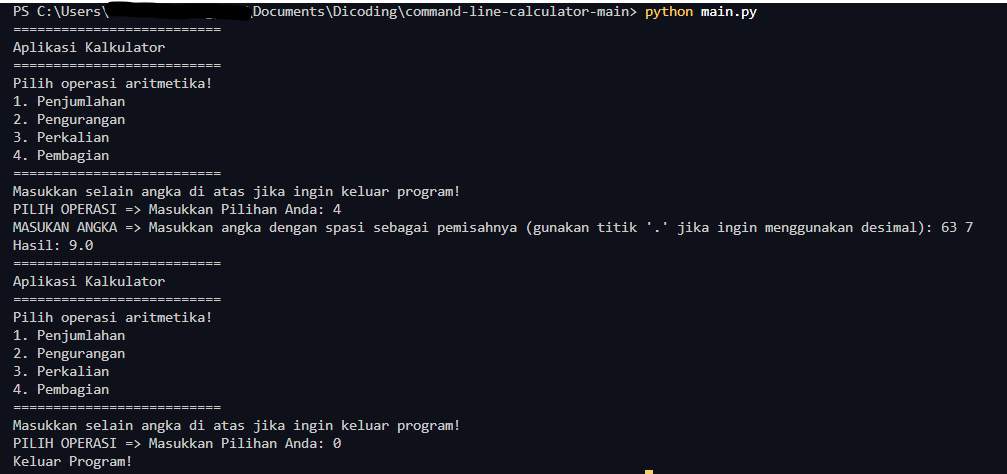 PS C:\Users\ \Documents\Dicoding\command-line-calculator-main> python main.py
==========================
Aplikasi Kalkulator
==========================
Pilih operasi aritmetika!
1. Penjumlahan
2. Pengurangan
3. Perkalian
4. Pembagian
==========================
Masukkan selain angka di atas jika ingin keluar program!
PILIH OPERASI => Masukkan Pilihan Anda: 4
MASUKAN ANGKA => Masukkan angka dengan spasi sebagai pemisahnya (gunakan titik '.' jika ingin menggunakan desimal): 63 7
Hasil: 9.0
==========================
Aplikasi Kalkulator
==========================
Pilih operasi aritmetika!
1. Penjumlahan
2. Pengurangan
3. Perkalian
4. Pembagian
==========================
Masukkan selain angka di atas jika ingin keluar program!
PILIH OPERASI => Masukkan Pilihan Anda: 0
Keluar Program!